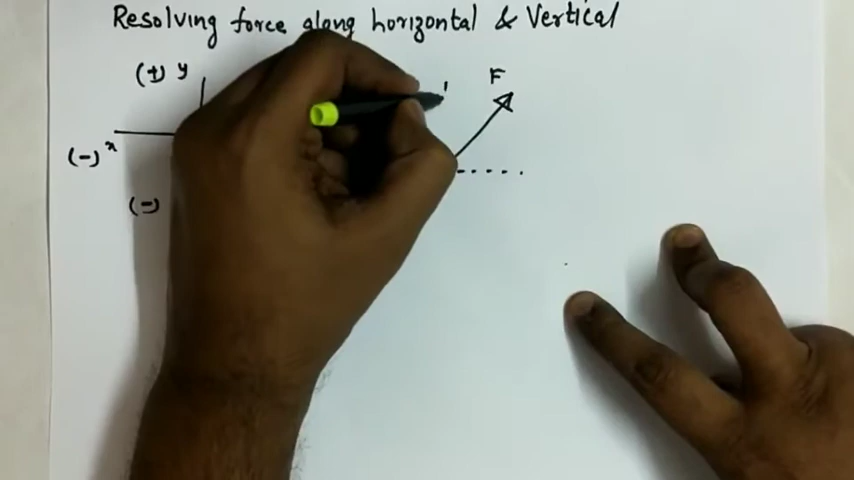 Resolving force along horizontal & Vertical
(+) y
F
(-) x
(-)